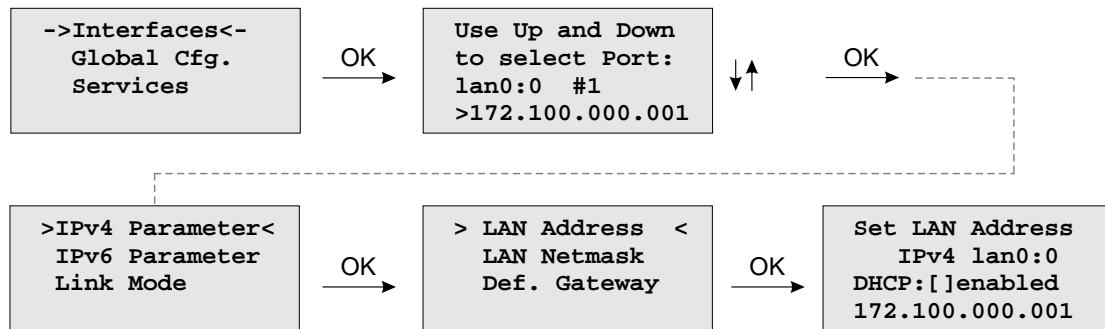 ->Interfaces<-
Global Cfg.
Services
OK
Use Up and Down
to select Port:
lan0:0 #1
>172.100.000.001
OK
>IPv4 Parameter<
IPv6 Parameter
Link Mode
OK
> LAN Address <
LAN Netmask
Def. Gateway
OK
Set LAN Address
IPv4 lan0:0
DHCP:[]enabled
172.100.000.001